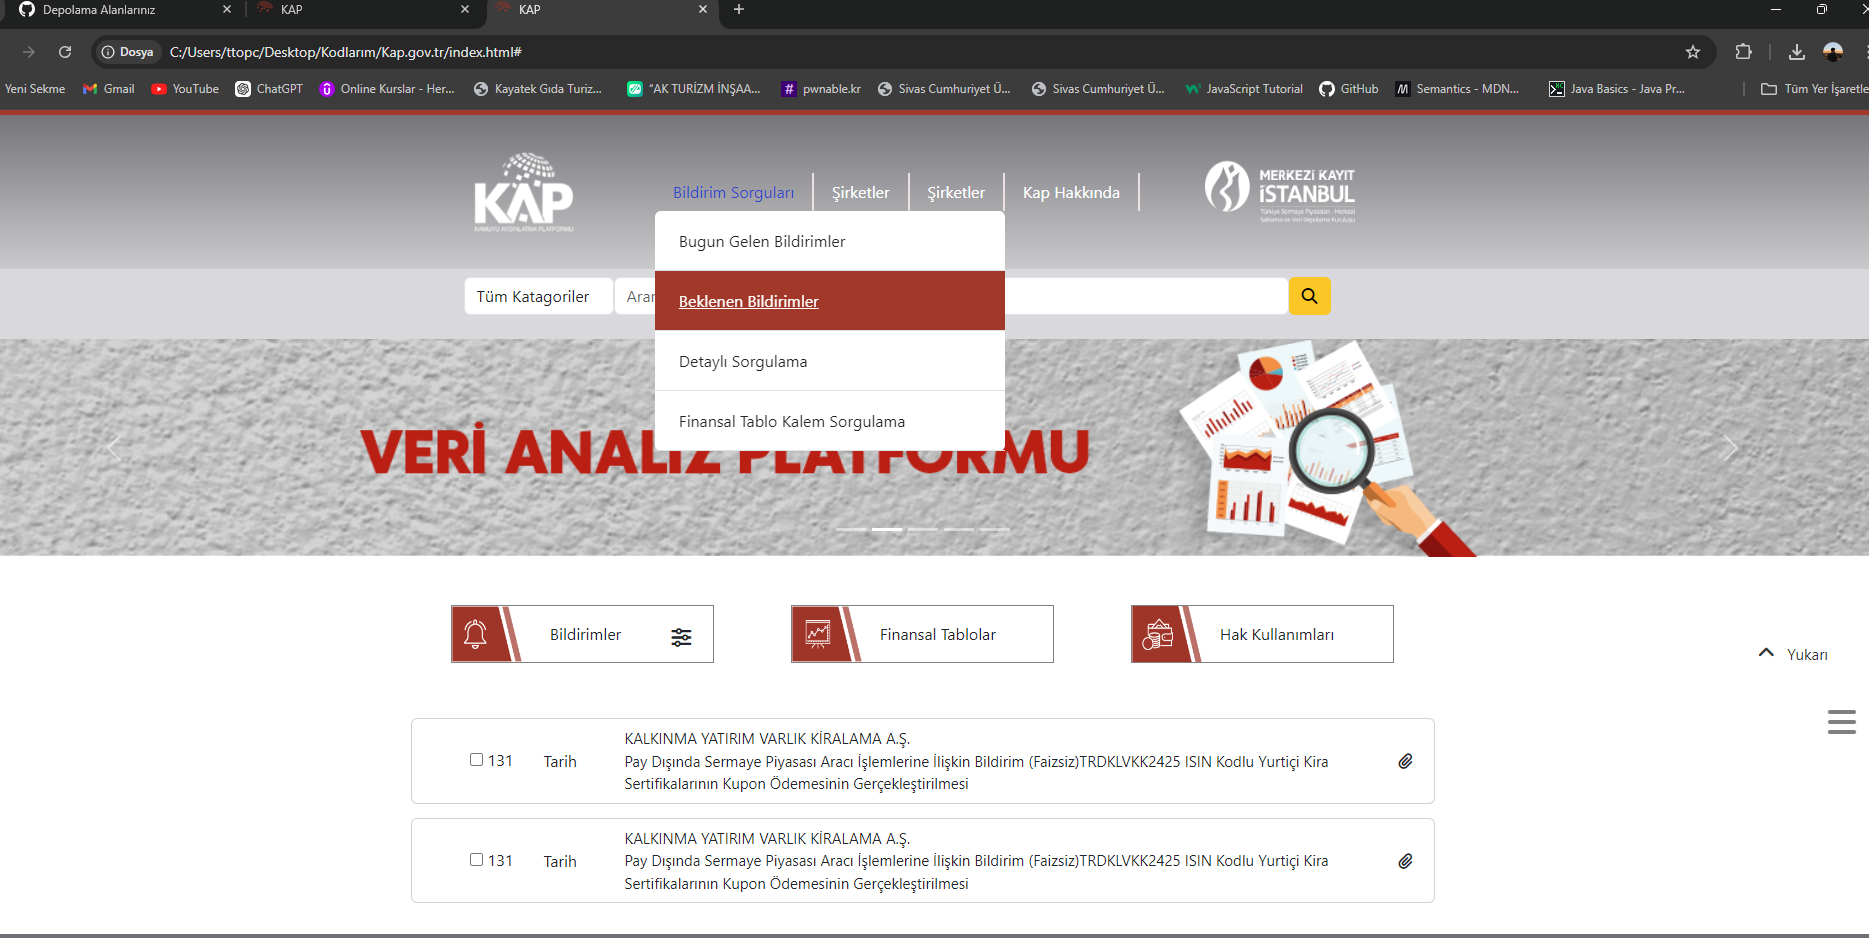 Depolama Alanlarınız
KAP
KAP
Dosya
C:/Users/ttopc/Desktop/Kodlarım/Kap.gov.tr/index.html#
Yeni Sekme
Gmail
YouTube
ChatGPT
Online Kurslar - Her...
Kayatek Gıda Turiz...
“AK TURİZM İNŞAA...
pwnable.kr
Sivas Cumhuriyet Ü...
Sivas Cumhuriyet Ü...
JavaScript Tutorial
GitHub
Semantics - MDN...
Java Basics - Java Pr...
Tüm Yer İşaretle
KAP
KAMUYU AYDINLATMA PLATFORMU
Bildirim Sorguları
Şirketler
Şirketler
Kap Hakkında
MERKEZİ KAYIT
İSTANBUL
Türkiye Sermaye Piyasaları - Merkezi
Saklama ve Veri Depolama Kuruluşu
Bugun Gelen Bildirimler
Beklenen Bildirimler
Detaylı Sorgulama
Finansal Tablo Kalem Sorgulama
Tüm Katagoriler
Arar
VERİ ANALİZ PLATFORMU
Bildirimler
Finansal Tablolar
Hak Kullanımları
Yukarı
131
Tarih
KALKINMA YATIRIM VARLIK KİRALAMA A.Ş.
Pay Dışında Sermaye Piyasası Aracı İşlemlerine İlişkin Bildirim (Faizsiz)TRDKLVKK2425 ISIN Kodlu Yurtiçi Kira
Sertifikalarının Kupon Ödemesinin Gerçekleştirilmesi
131
Tarih
KALKINMA YATIRIM VARLIK KİRALAMA A.Ş.
Pay Dışında Sermaye Piyasası Aracı İşlemlerine İlişkin Bildirim (Faizsiz)TRDKLVKK2425 ISIN Kodlu Yurtiçi Kira
Sertifikalarının Kupon Ödemesinin Gerçekleştirilmesi